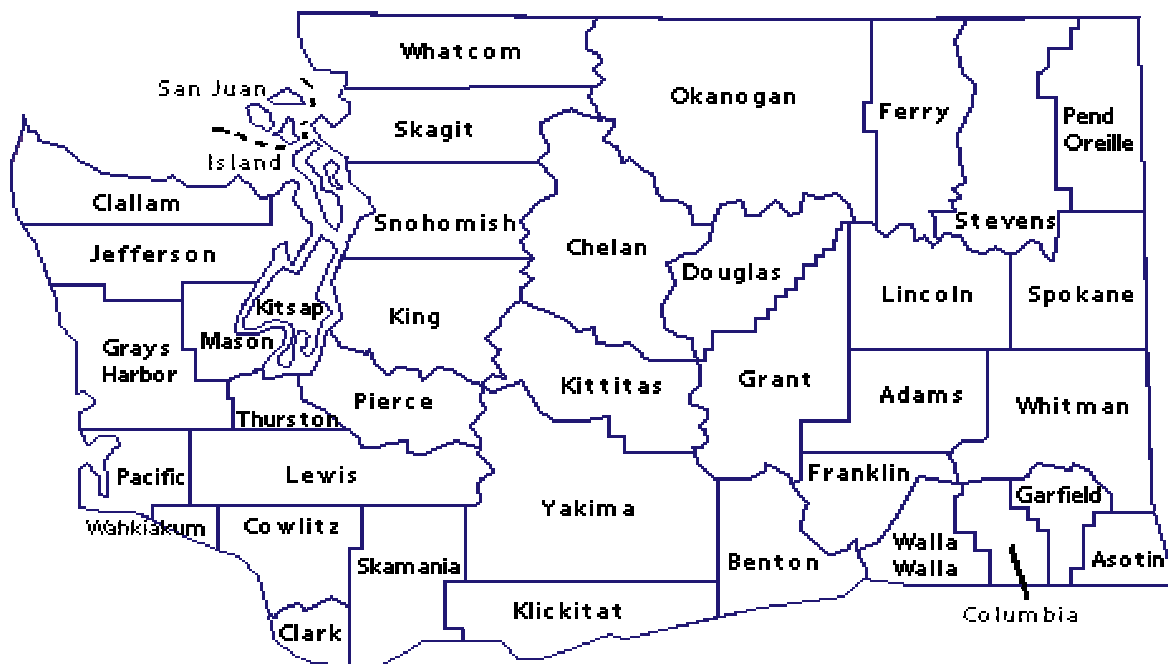 Whatcom
San Juan
Okanogan
Ferry
Pend
Oreille
Skagit
Island
Clallam
Snohomish
Stevens
Jefferson
Chelan
Douglas
Lincoln
Spokane
Kitsap
King
Mason
Grays
Harbor
Kittitas
Grant
Adams
Whitman
Pierce
Thurston
Pacific
Lewis
Franklin
Garfield
Wahkiakum
Cowlitz
Yakima
Walla
Walla
Skamania
Benton
Asotin
Klickitat
Columbia
Clark